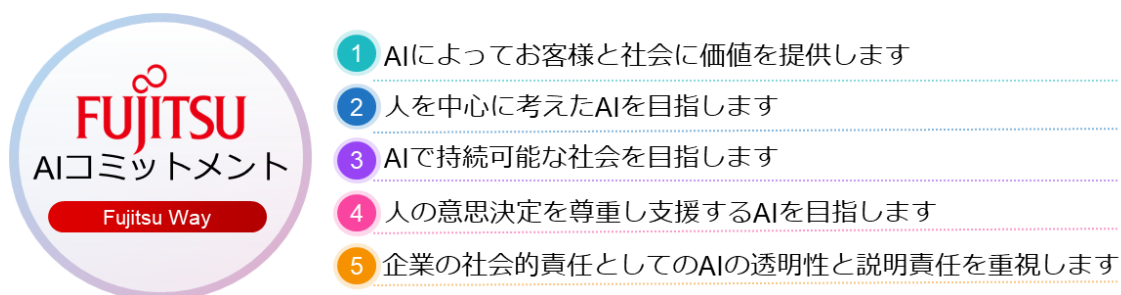 FUJITSU
AIコミットメント
Fujitsu Way
1 AIによってお客様と社会に価値を提供します
2 人を中心に考えたAIを目指します
3 AIで持続可能な社会を目指します
4 人の意思決定を尊重し支援するAIを目指します
5 企業の社会的責任としてのAIの透明性と説明責任を重視します